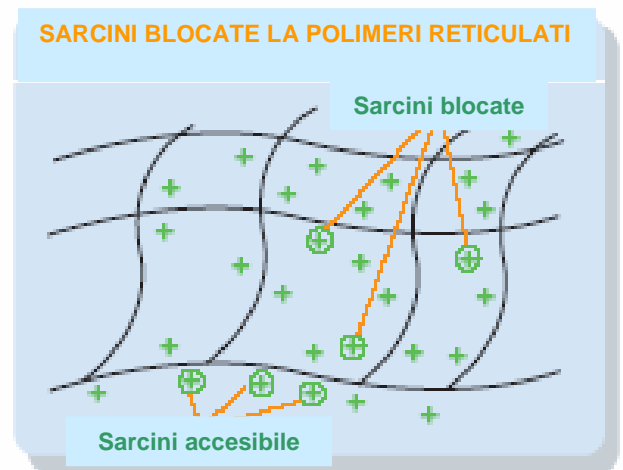 SARCINI BLOCATE LA POLIMERI RETICULATI
Sarcini blocate
Sarcini accesibile